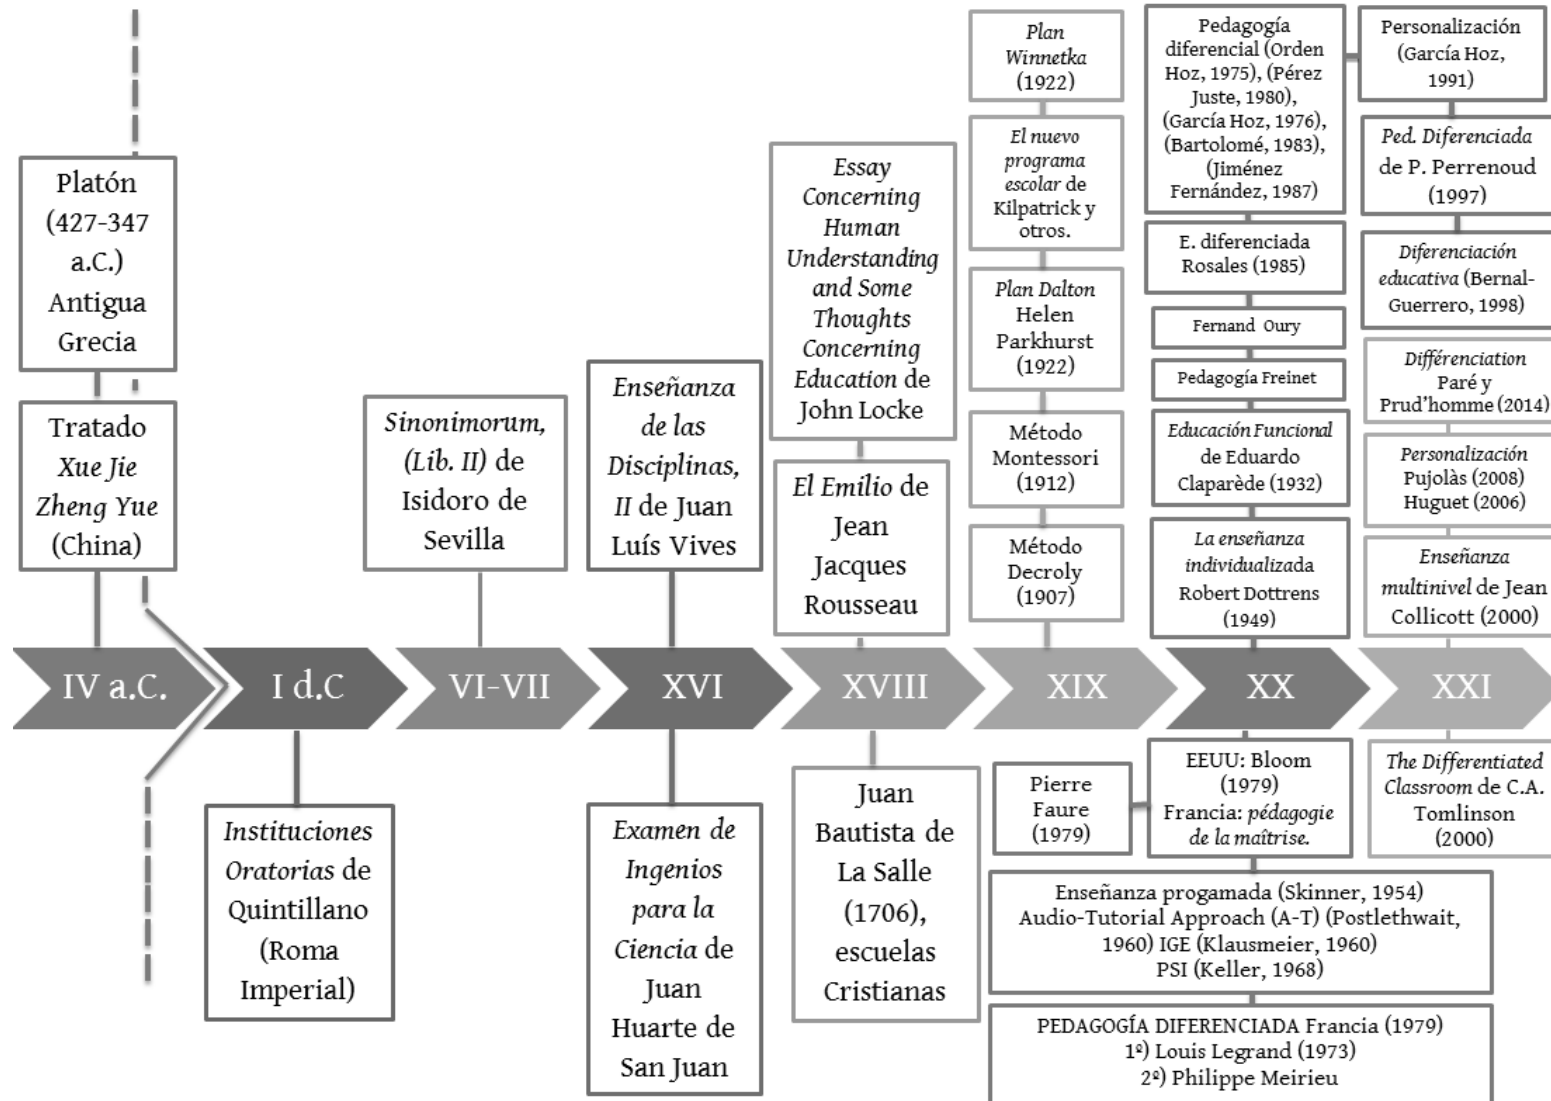 Platón
(427-347
a.C.)
Antigua
Grecia
Tratado
Xue Jie
Zheng Yue
(China)
Sinonimorum,
(Lib. II) de
Isidoro de
Sevilla
Enseñanza
de las
Disciplinas,
II de Juan
Luís Vives
Essay
Concerning
Human
Understanding
and Some
Thoughts
Concerning
Education de
John Locke
El Emilio de
Jean
Jacques
Rousseau
Plan
Winnetka
(1922)
El nuevo
programa
escolar de
Kilpatrick y
otros.
Plan Dalton
Helen
Parkhurst
(1922)
Método
Montessori
(1912)
Método
Decroly
(1907)
Pedagogía
diferencial (Orden
Hoz, 1975), (Pérez
Juste, 1980),
(García Hoz, 1976),
(Bartolomé, 1983),
(Jiménez
Fernández, 1987)
E. diferenciada
Rosales (1985)
Fernand Oury
Pedagogía Freinet
Educación Funcional
de Eduardo
Claparède (1932)
La enseñanza
individualizada
Robert Dottrens
(1949)
Personalización
(García Hoz,
1991)
Ped. Diferenciada
de P. Perrenoud
(1997)
Diferenciación
educativa (Bernal-
Guerrero, 1998)
Différenciation
Paré y
Prud'homme (2014)
Personalización
Pujolàs (2008)
Huguet (2006)
Enseñanza
multinivel de Jean
Collicott (2000)
IV a.C.
I d.C
VI-VII
XVI
XVIII
XIX
XX
XXI
Instituciones
Oratorias de
Quintillano
(Roma
Imperial)
Examen de
Ingenios
para la
Ciencia de
Juan
Huarte de
San Juan
Juan
Bautista de
La Salle
(1706),
escuelas
Cristianas
Pierre
Faure
(1979)
EEUU: Bloom
(1979)
Francia: pédagogie
de la maîtrise.
The Differentiated
Classroom de C.A.
Tomlinson
(2000)
Enseñanza progamada (Skinner, 1954)
Audio-Tutorial Approach (A-T) (Postlethwait,
1960) IGE (Klausmeier, 1960)
PSI (Keller, 1968)
PEDAGOGÍA DIFERENCIADA Francia (1979)
1º) Louis Legrand (1973)
2º) Philippe Meirieu